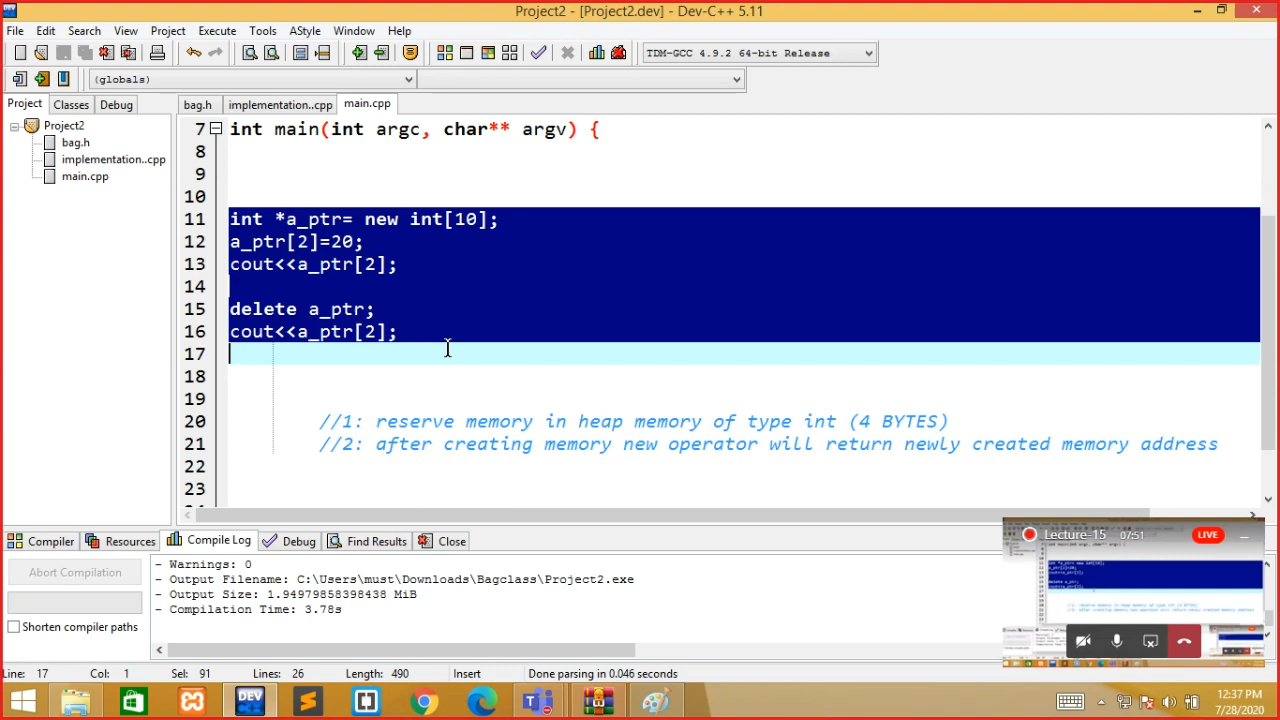 Project2 - [Project2.dev] - Dev-C++ 5.11
File Edit Search View Project Execute Tools AStyle Window Help
TDM-GCC 4.9.2 64-bit Release
(globals)
Project Classes Debug
bag.h implementation..cpp main.cpp
Project2
bag.h
implementation..cpp
main.cpp
7 int main(int argc, char** argv) {
8
9
10
11 int *a_ptr= new int[10];
12 a_ptr[2]=20;
13 cout<<a_ptr[2];
14
15 delete a_ptr;
16 cout<<a_ptr[2];
17
18
19
20 //1: reserve memory in heap memory of type int (4 BYTES)
21 //2: after creating memory new operator will return newly created memory address
22
23
Compiler Resources Compile Log Debug Find Results Close
Abort Compilation
Shorten compiler paths
- Warnings: 0
- Output Filename: C:\Users\must\Downloads\Bagclass\Project2.exe
- Output Size: 1.94979858398438 MiB
- Compilation Time: 3.78s
Lecture-15 07:51 LIVE
Line: 17 Col: 1 Sel: 91 Lines: 26 Length: 490 Insert Done parsing in 0.046 seconds
DEV
12:37 PM
7/28/2020